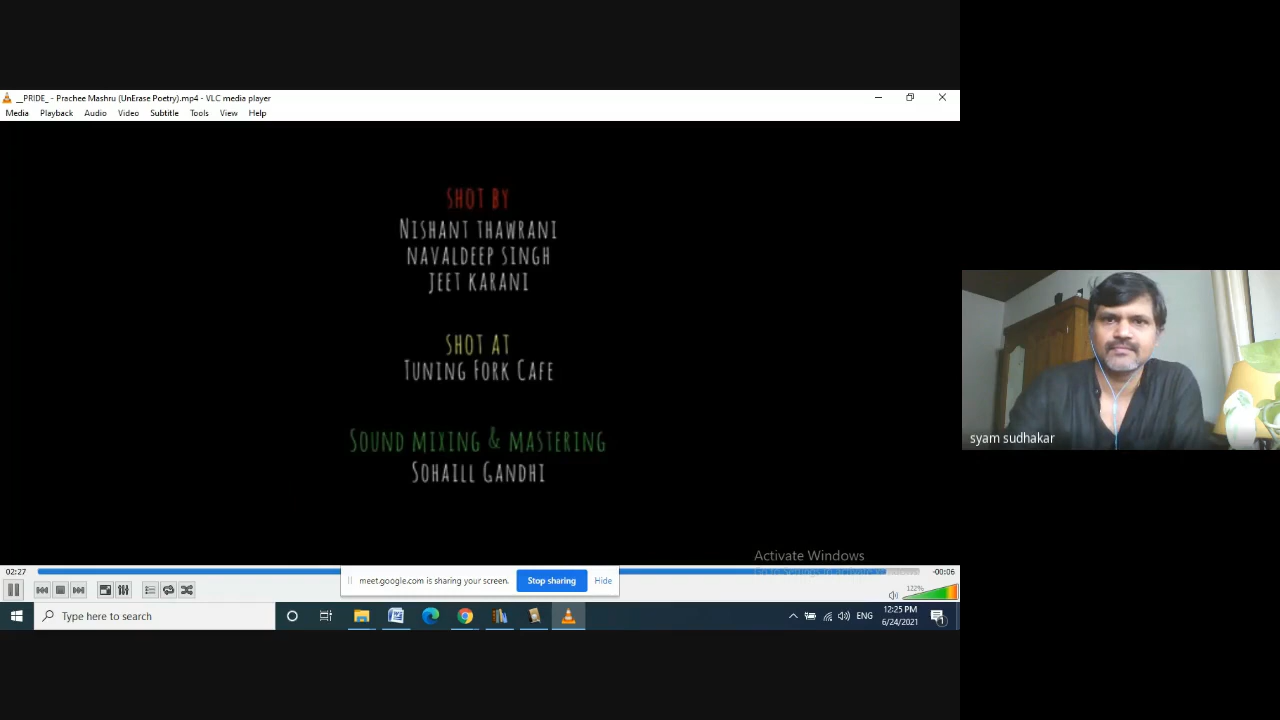 __PRIDE_ - Prachee Mashru (UnErase Poetry).mp4 - VLC media player
Media Playback Audio Video Subtitle Tools View Help
SHOT BY
NISHANT THAWRANI
NAVALDEEP SINGH
JEET KARANI
SHOT AT
TUNING FORK CAFE
SOUND MIXING & MASTERING
SOHAILL GANDHI
syam sudhakar
Activate Windows
02:27
-00:06
meet.google.com is sharing your screen. Stop sharing Hide
122%
Type here to search
ENG
12:25 PM
6/24/2021
1